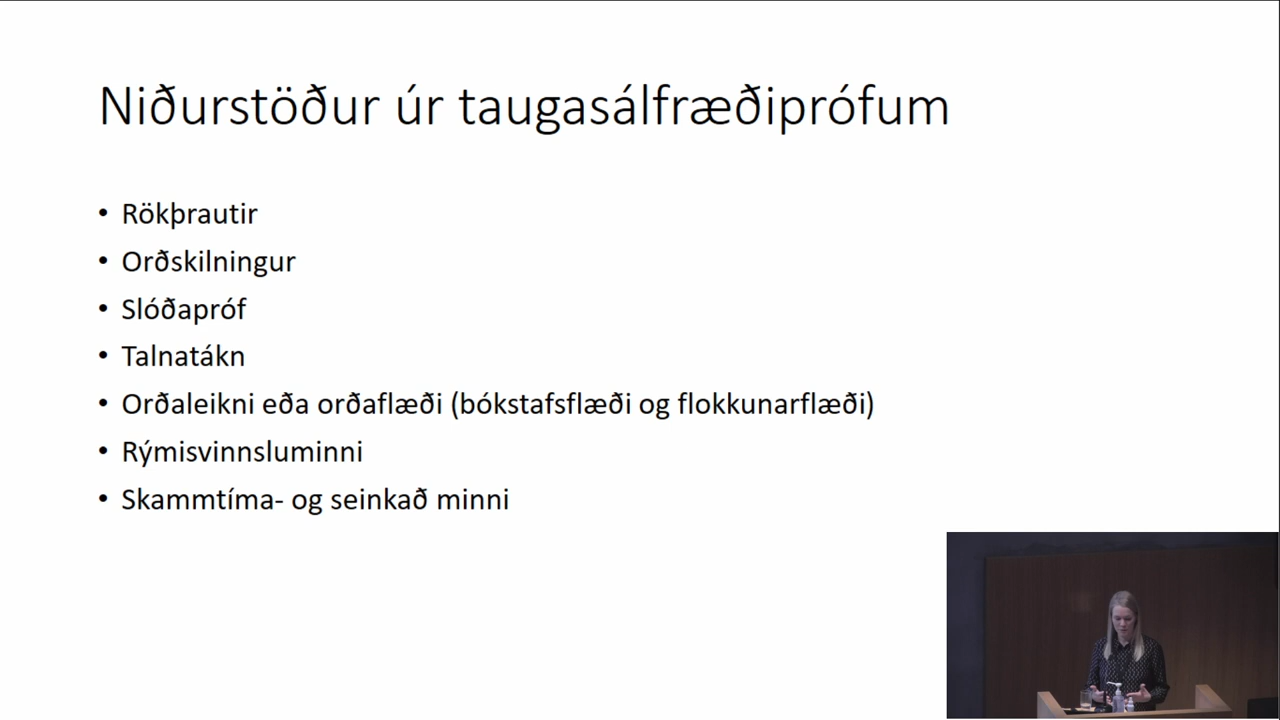 Niðurstöður úr taugasálfræðiprófum
• Rökþrautir
• Orðskilningur
• Slóðapróf
• Talnatákn
• Orðaleikni eða orðaflæði (bókstafsflæði og flokkunarflæði)
• Rýmisvinnsluminni
• Skammtíma- og seinkað minni